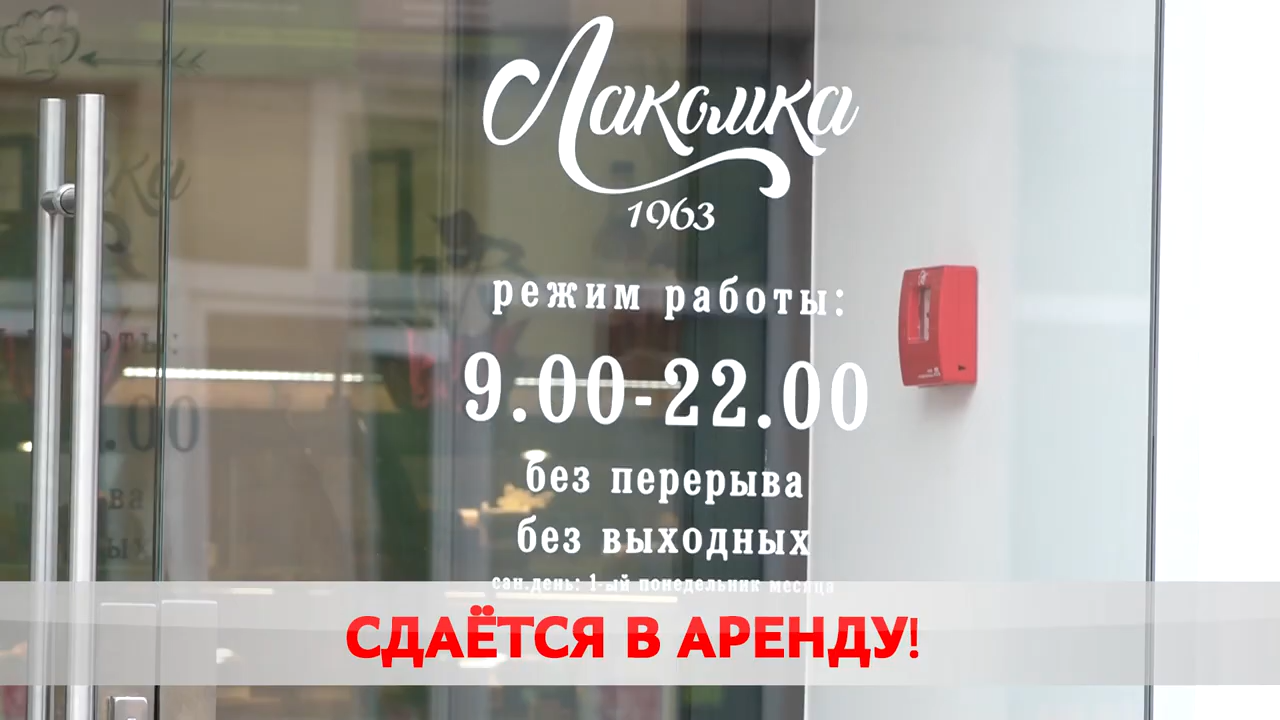 Лакомка
1963
режим работы:
9.00-22.00
без перерыва
без выходных
сан.день: 1-ый понедельник месяца
СДАЁТСЯ В АРЕНДУ!